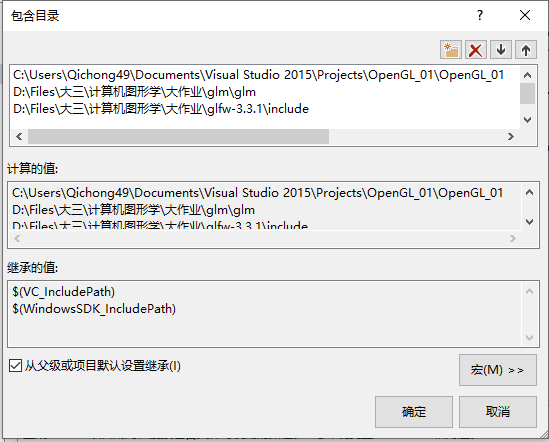 包含目录
C:\Users\Qichong49\Documents\Visual Studio 2015\Projects\OpenGL_01\OpenGL_01
D:\Files\大三\计算机图形学\大作业\glm\glm
D:\Files\大三\计算机图形学\大作业\glfw-3.3.1\include
计算的值:
C:\Users\Qichong49\Documents\Visual Studio 2015\Projects\OpenGL_01\OpenGL_01
D:\Files\大三\计算机图形学\大作业\glm\glm
D:\Files\大三\计算机图形学\大作业\glfw-3.3.1\include
继承的值:
$(VC_IncludePath)
$(WindowsSDK_IncludePath)
从父级或项目默认设置继承(I)
宏(M) >>
确定 取消